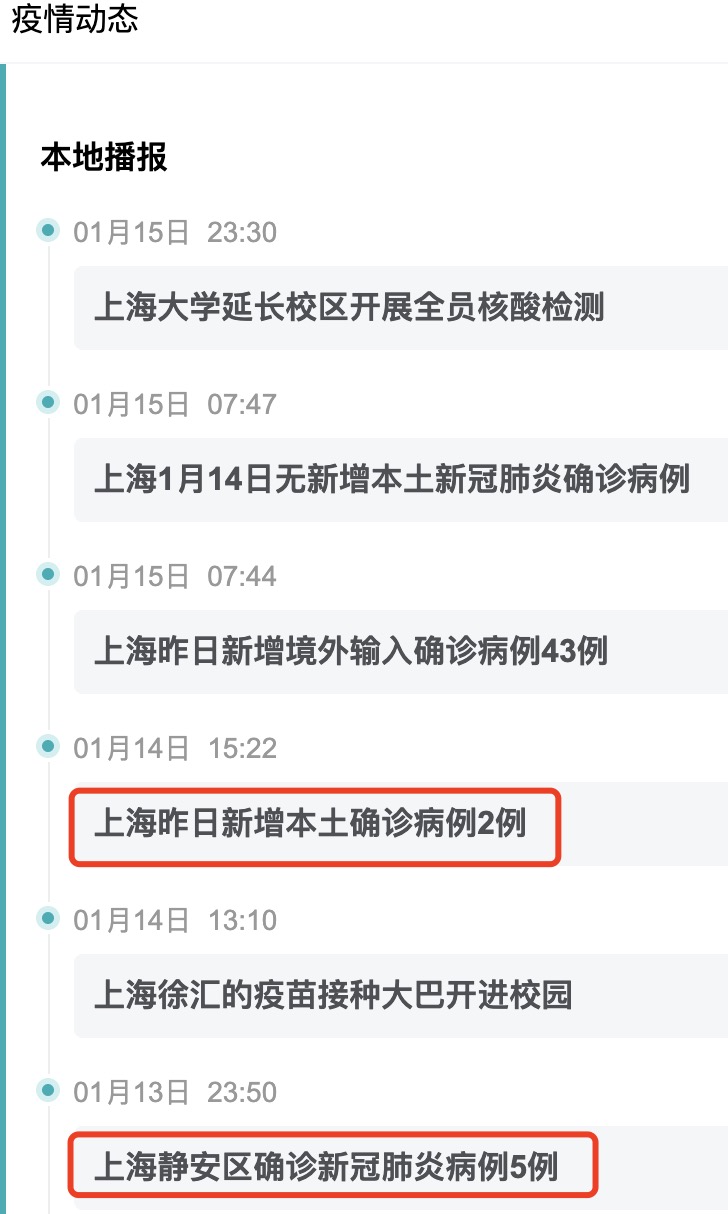 疫情动态
本地播报
01月15日 23:30
上海大学延长校区开展全员核酸检测
01月15日 07:47
上海1月14日无新增本土新冠肺炎确诊病例
01月15日 07:44
上海昨日新增境外输入确诊病例43例
01月14日 15:22
上海昨日新增本土确诊病例2例
01月14日 13:10
上海徐汇的疫苗接种大巴开进校园
01月13日 23:50
上海静安区确诊新冠肺炎病例5例